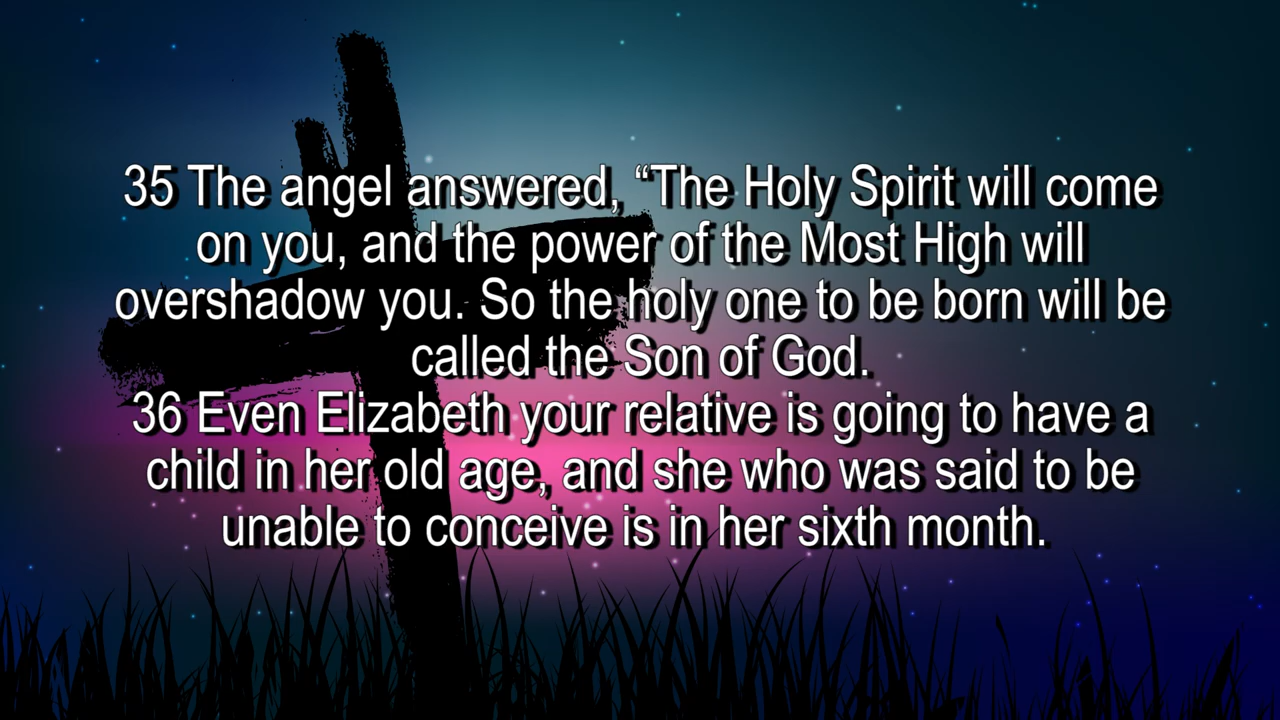 35 The angel answered, “The Holy Spirit will come
on you, and the power of the Most High will
overshadow you. So the holy one to be born will be
called the Son of God.
36 Even Elizabeth your relative is going to have a
child in her old age, and she who was said to be
unable to conceive is in her sixth month.